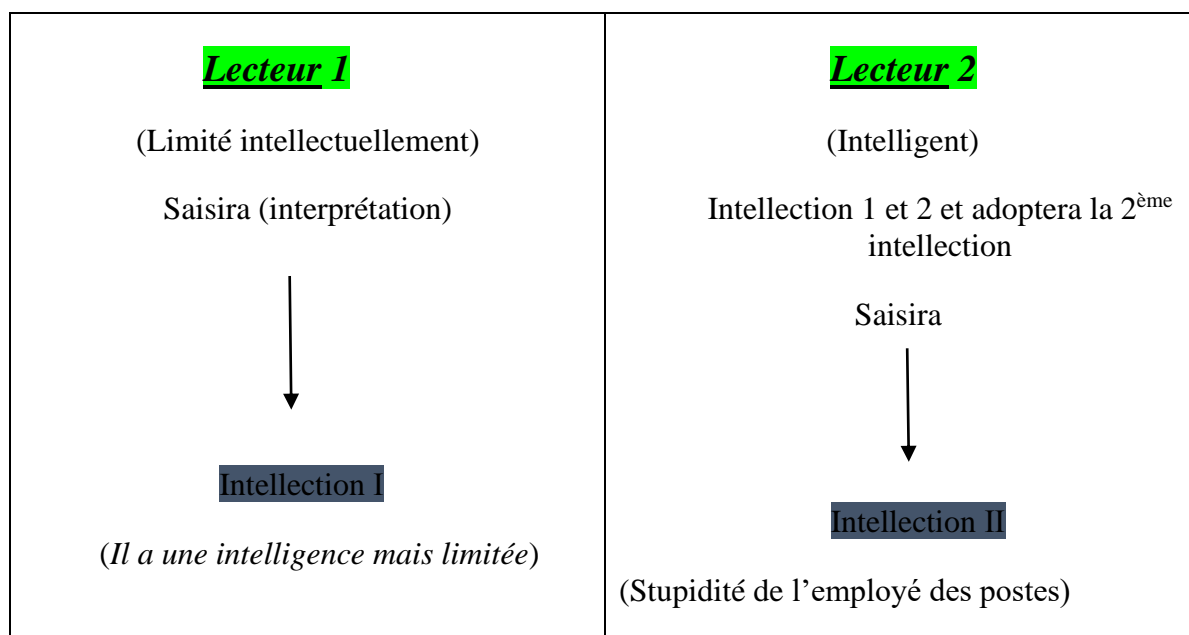 Lecteur 1
(Limité intellectuellement)
Saisira (interprétation)
Intellection I
(Il a une intelligence mais limitée)
Lecteur 2
(Intelligent)
Intellection 1 et 2 et adoptera la 2ème
intellection
Saisira
Intellection II
(Stupidité de l’employé des postes)